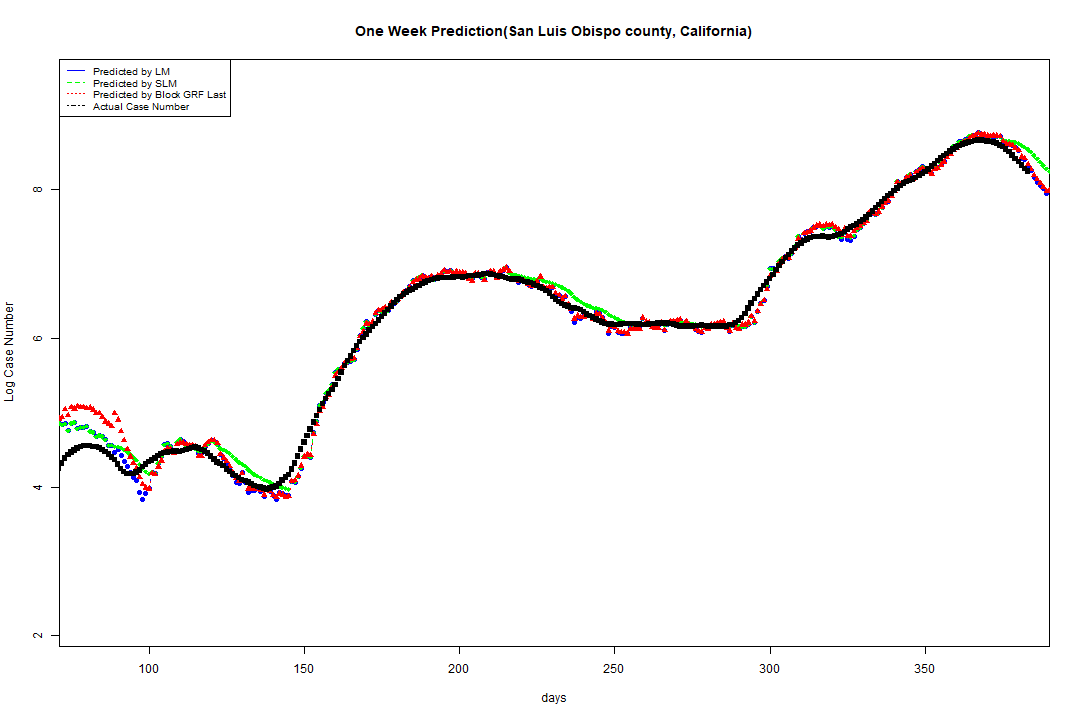 One Week Prediction(San Luis Obispo county, California)
Predicted by LM
Predicted by SLM
Predicted by Block GRF Last
Actual Case Number
Log Case Number
8
6
4
2
100 150 200 250 300 350
days